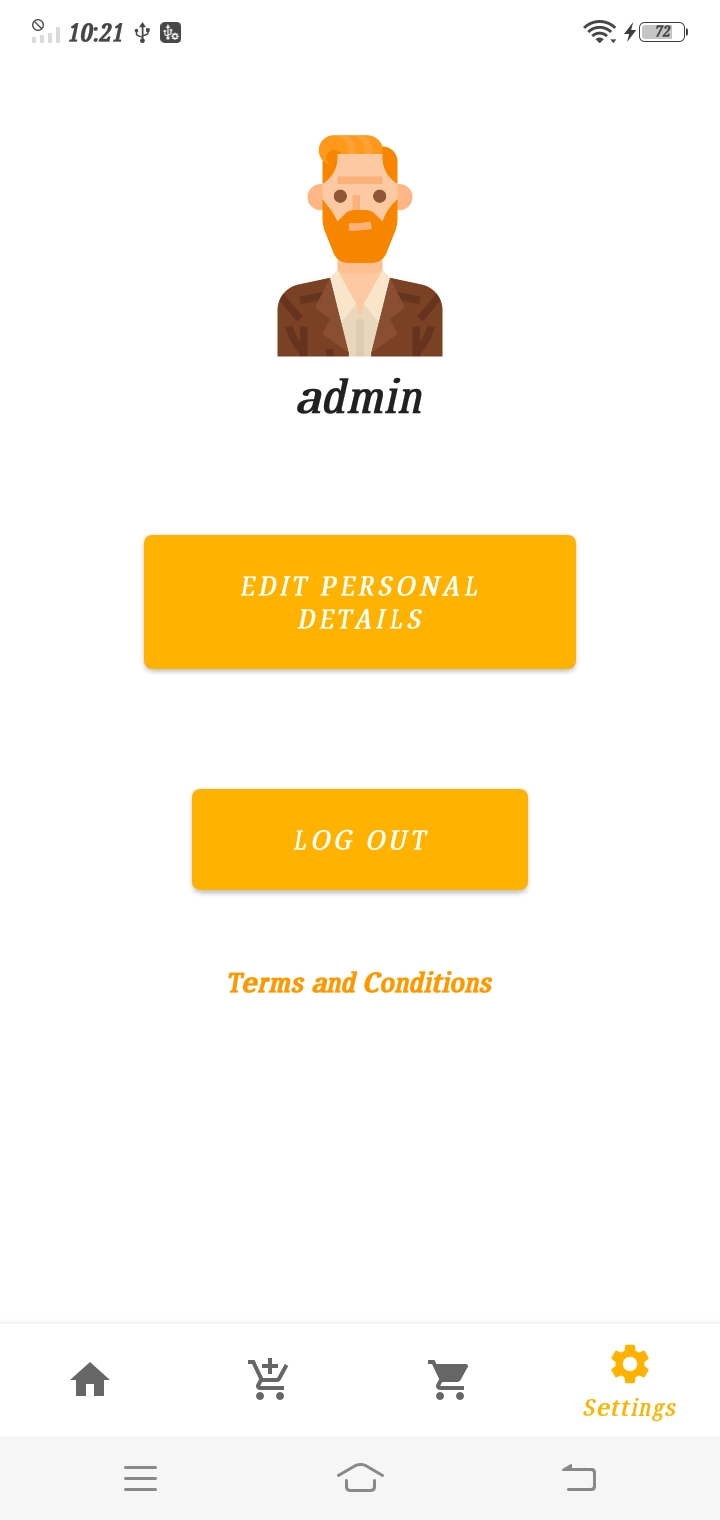 10:21
72
admin
EDIT PERSONAL
DETAILS
LOG OUT
Terms and Conditions
Settings